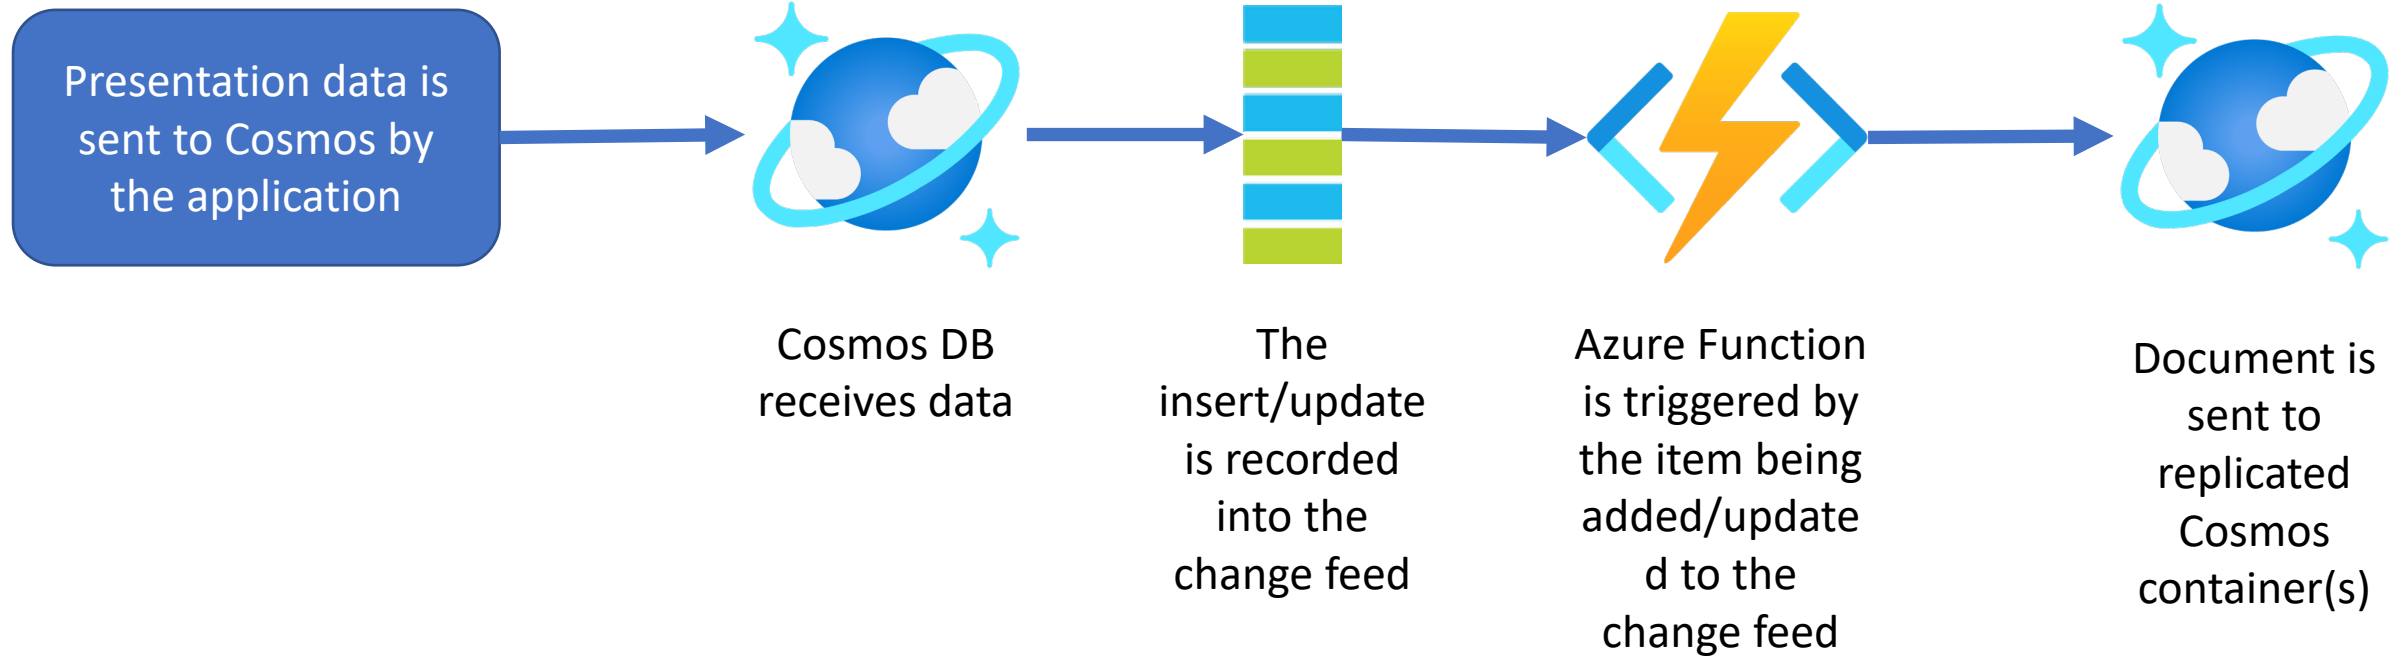 Presentation data is
sent to Cosmos by
the application
Cosmos DB
receives data
The
insert/update
is recorded
into the
change feed
Azure Function
is triggered by
the item being
added/update
d to the
change feed
Document is
sent to
replicated
Cosmos
container(s)